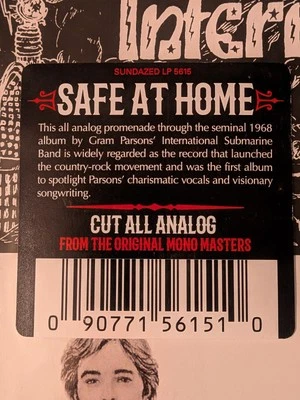 Intern
SUNDAZED LP 5615
SAFE AT HOME
This all analog promenade through the seminal 1968
album by Gram Parsons' International Submarine
Band is widely regarded as the record that launched
the country-rock movement and was the first album
to spotlight Parsons' charismatic vocals and visionary
songwriting.
CUT ALL ANALOG
FROM THE ORIGINAL MONO MASTERS
0 90771 56151 0